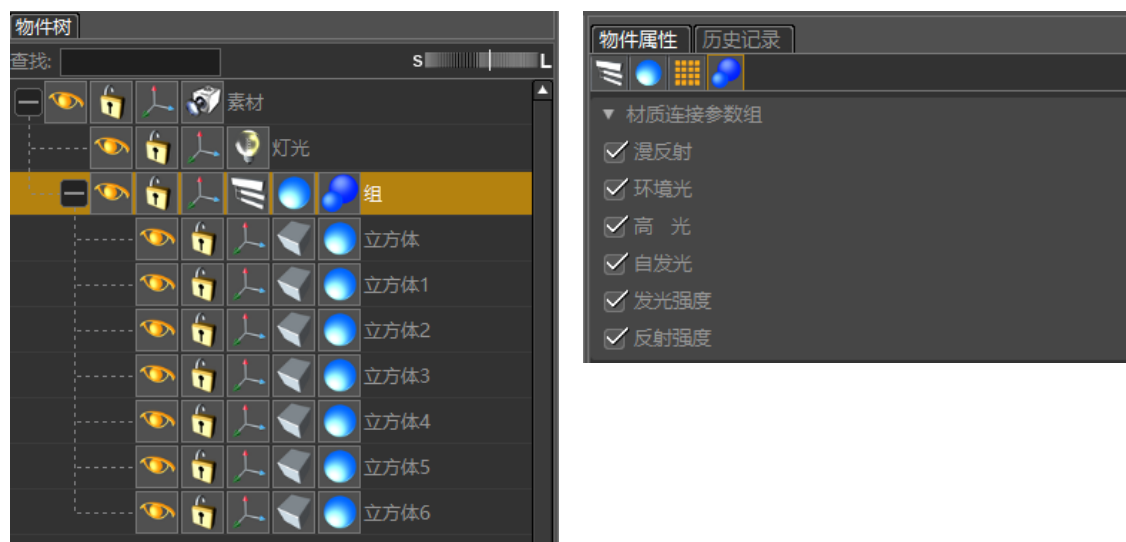 物件树
查找:
S L
素材
灯光
组
立方体
立方体1
立方体2
立方体3
立方体4
立方体5
立方体6
物件属性 历史记录
材质连接参数组
漫反射
环境光
高 光
自发光
发光强度
反射强度